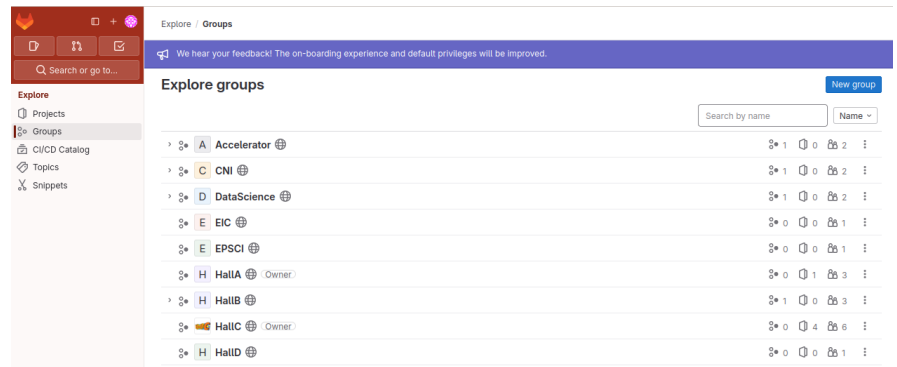 Explore / Groups
We hear your feedback! The on-boarding experience and default privileges will be improved.
Search or go to...
Explore
Projects
Groups
CI/CD Catalog
Topics
Snippets
Explore groups
New group
Search by name
Name
A Accelerator 1 0 2
C CNI 1 0 2
D DataScience 1 0 2
E EIC 0 0 1
E EPSCI 0 0 1
H HallA Owner 0 1 3
H HallB 1 0 3
HallC Owner 0 4 6
H HallD 0 0 1